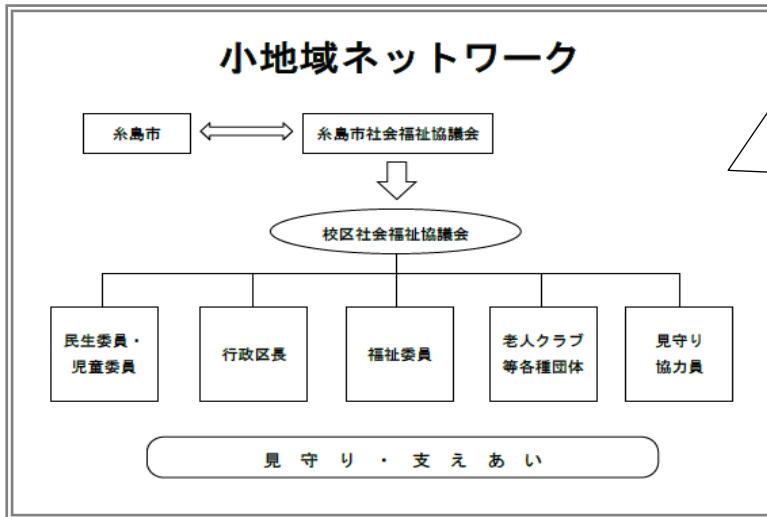 小地域ネットワーク
糸島市
糸島市社会福祉協議会
校区社会福祉協議会
民生委員・
児童委員
行政区長
福祉委員
老人クラブ
等各種団体
見守り
協力員
見守り・支えあい